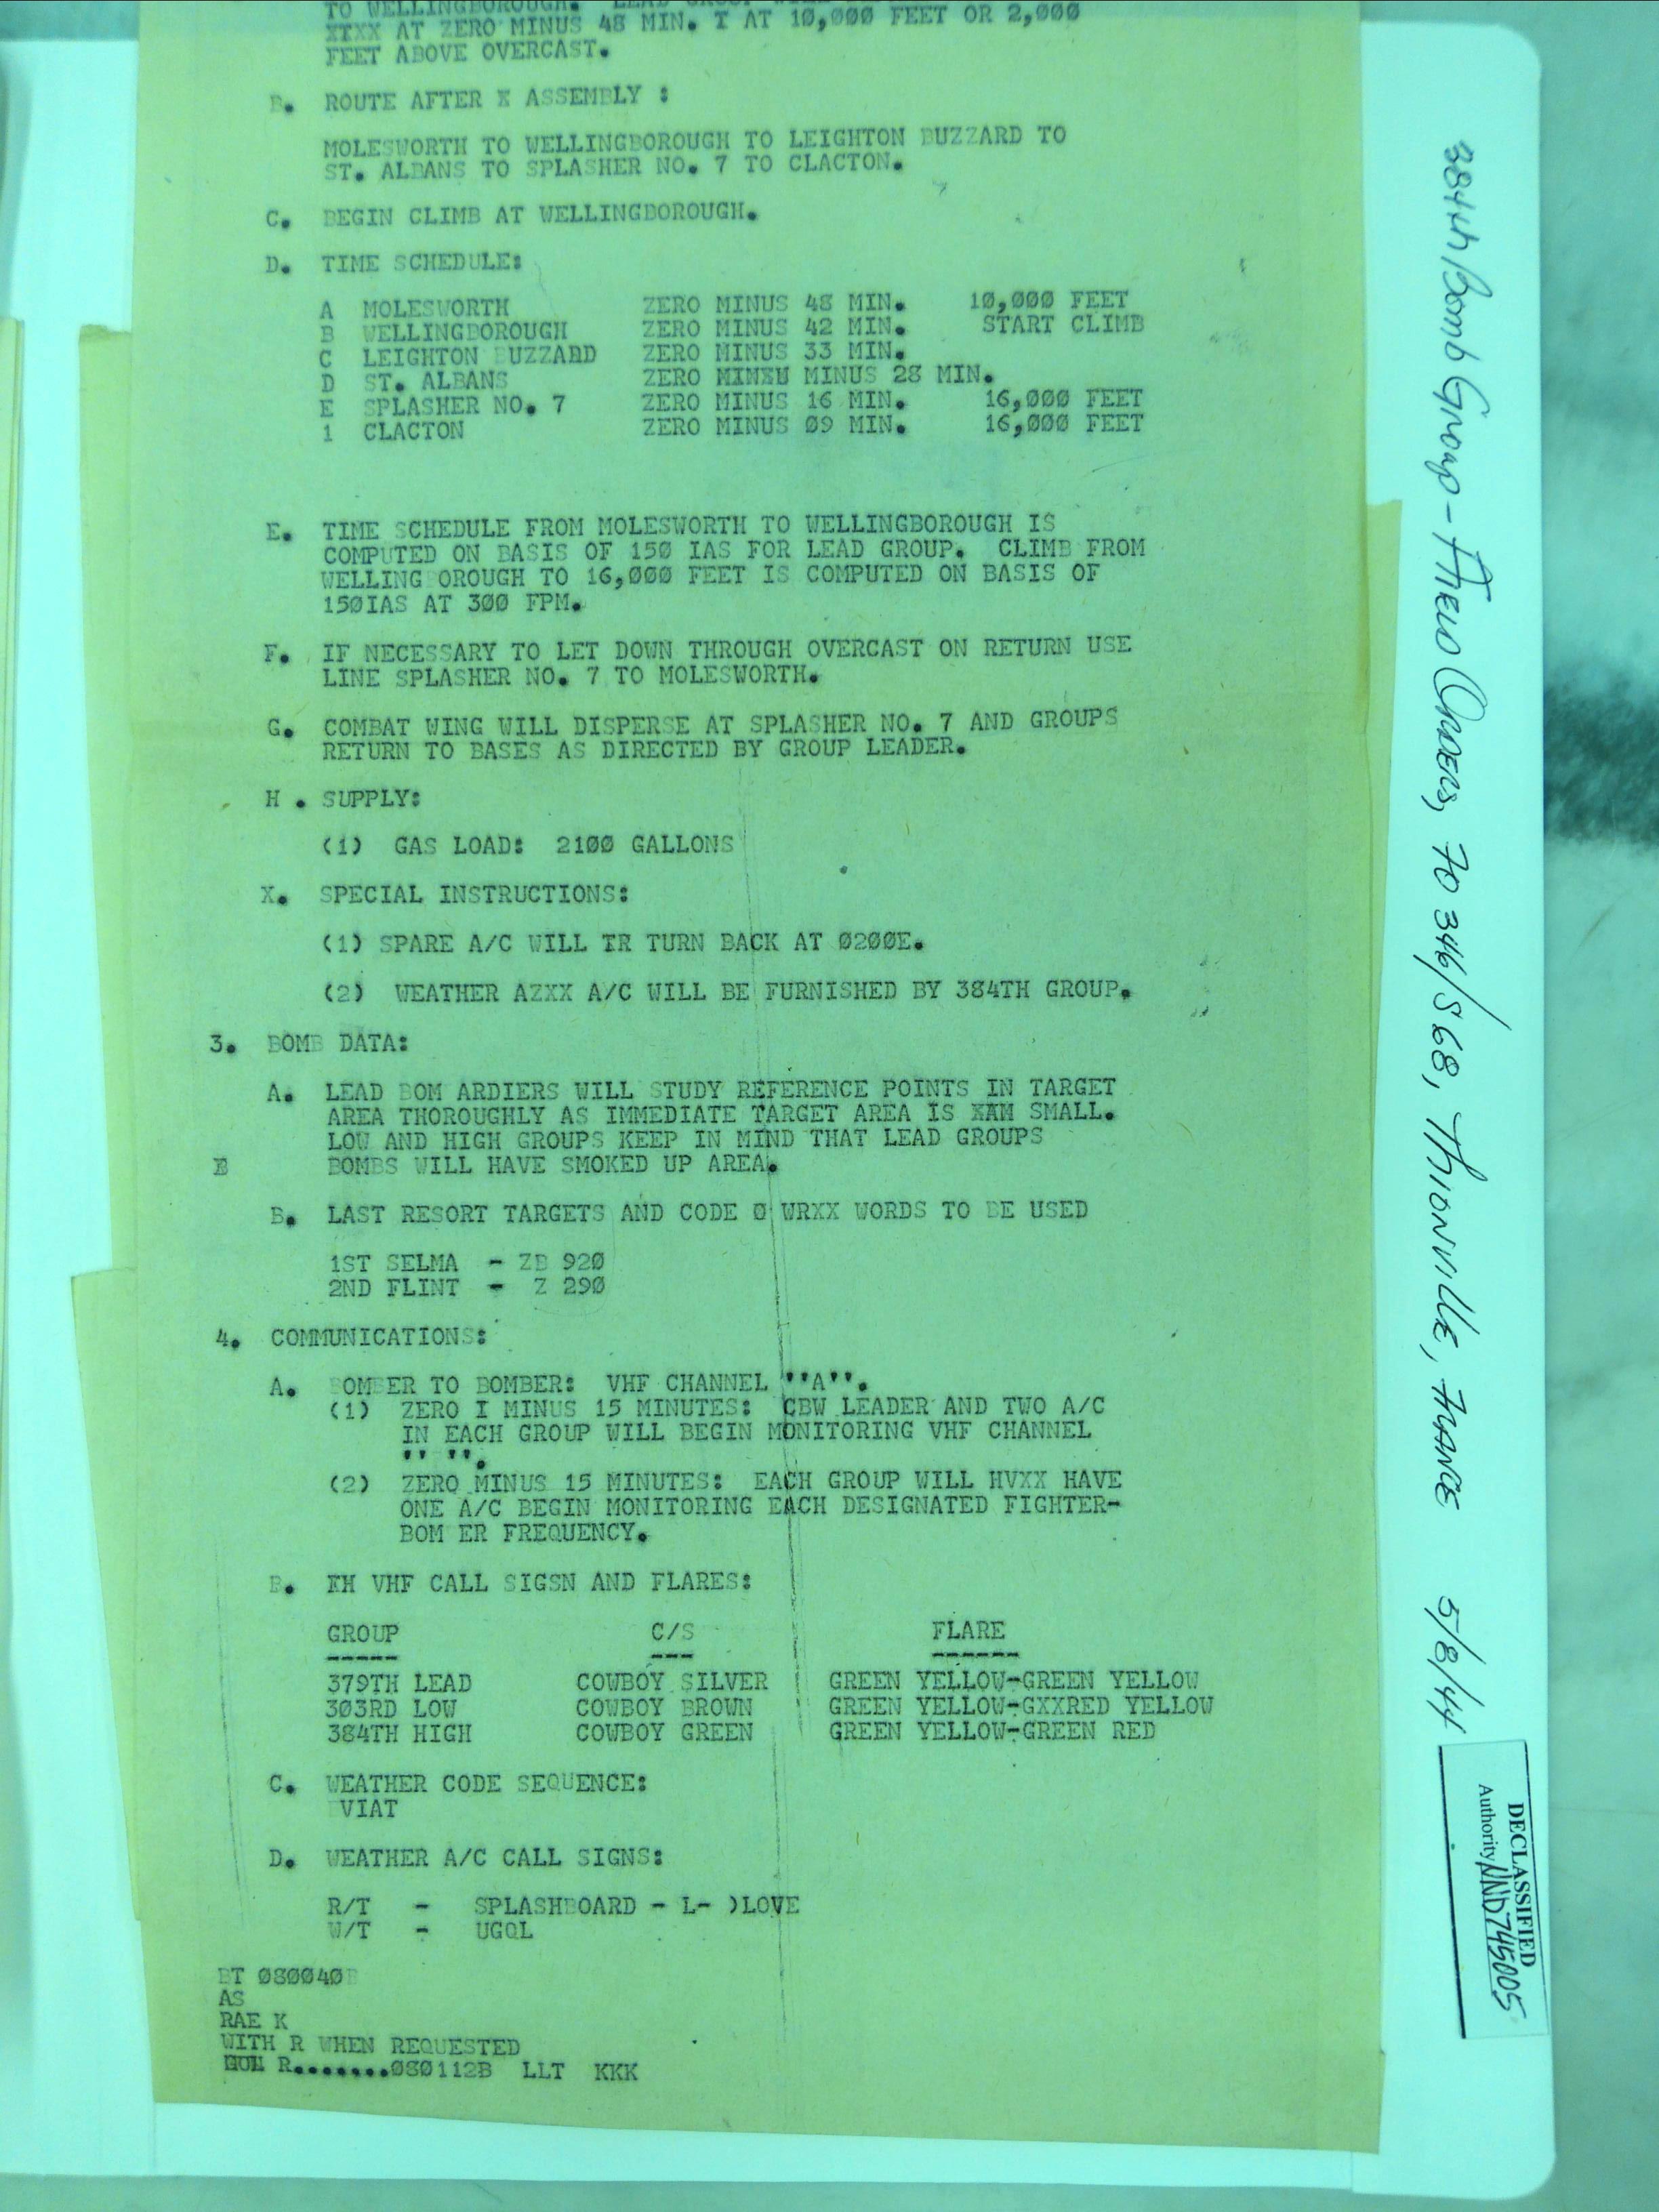 TO WELLINGBOROUGH. LEAD GROUP WILL
XTXX AT ZERO MINUS 48 MIN. I AT 10,000 FEET OR 2,000
FEET ABOVE OVERCAST.
B. ROUTE AFTER X ASSEMBLY :
MOLESWORTH TO WELLINGBOROUGH TO LEIGHTON BUZZARD TO
ST. ALBANS TO SPLASHER NO. 7 TO CLACTON.
C. BEGIN CLIMB AT WELLINGBOROUGH.
D. TIME SCHEDULE:
A MOLESWORTH ZERO MINUS 48 MIN. 10,000 FEET
B WELLINGBOROUGH ZERO MINUS 42 MIN. START CLIMB
C LEIGHTON BUZZARD ZERO MINUS 33 MIN.
D ST. ALBANS ZERO MINXU MINUS 28 MIN.
E SPLASHER NO. 7 ZERO MINUS 16 MIN. 16,000 FEET
1 CLACTON ZERO MINUS 09 MIN. 16,000 FEET
E. TIME SCHEDULE FROM MOLESWORTH TO WELLINGBOROUGH IS
COMPUTED ON BASIS OF 150 IAS FOR LEAD GROUP. CLIMB FROM
WELLING OROUGH TO 16,000 FEET IS COMPUTED ON BASIS OF
150IAS AT 300 FPM.
F. IF NECESSARY TO LET DOWN THROUGH OVERCAST ON RETURN USE
LINE SPLASHER NO. 7 TO MOLESWORTH.
G. COMBAT WING WILL DISPERSE AT SPLASHER NO. 7 AND GROUPS
RETURN TO BASES AS DIRECTED BY GROUP LEADER.
H . SUPPLY:
(1) GAS LOAD: 2100 GALLONS
X. SPECIAL INSTRUCTIONS:
(1) SPARE A/C WILL TR TURN BACK AT 0200E.
(2) WEATHER AZXX A/C WILL BE FURNISHED BY 384TH GROUP.
3. BOMB DATA:
A. LEAD BOM ARDIERS WILL STUDY REFERENCE POINTS IN TARGET
AREA THOROUGHLY AS IMMEDIATE TARGET AREA IS XAM SMALL.
LOW AND HIGH GROUPS KEEP IN MIND THAT LEAD GROUPS
E BOMBS WILL HAVE SMOKED UP AREA.
B. LAST RESORT TARGETS AND CODE 0 WRXX WORDS TO BE USED
1ST SELMA - ZB 920
2ND FLINT - Z 290
4. COMMUNICATIONS:
A. BOMBER TO BOMBER: VHF CHANNEL ''A''.
(1) ZERO I MINUS 15 MINUTES: CBW LEADER AND TWO A/C
IN EACH GROUP WILL BEGIN MONITORING VHF CHANNEL
'' ''.
(2) ZERO MINUS 15 MINUTES: EACH GROUP WILL HVXX HAVE
ONE A/C BEGIN MONITORING EACH DESIGNATED FIGHTER-
BOM ER FREQUENCY.
B. VHF CALL SIGSN AND FLARES:
GROUP C/S FLARE
----- --- ------
379TH LEAD COWBOY SILVER GREEN YELLOW-GREEN YELLOW
303RD LOW COWBOY BROWN GREEN YELLOW-GXXRED YELLOW
384TH HIGH COWBOY GREEN GREEN YELLOW-GREEN RED
C. WEATHER CODE SEQUENCE:
VIAT
D. WEATHER A/C CALL SIGNS:
R/T - SPLASHBOARD - L- )LOVE
W/T - UGQL
BT 080040B
AS
RAE K
WITH R WHEN REQUESTED
R.......080112B LLT KKK
384th Bomb Group - Field Orders, FO 346/S 68, Thionville, France 5/8/44
DECLASSIFIED
Authority NND745005